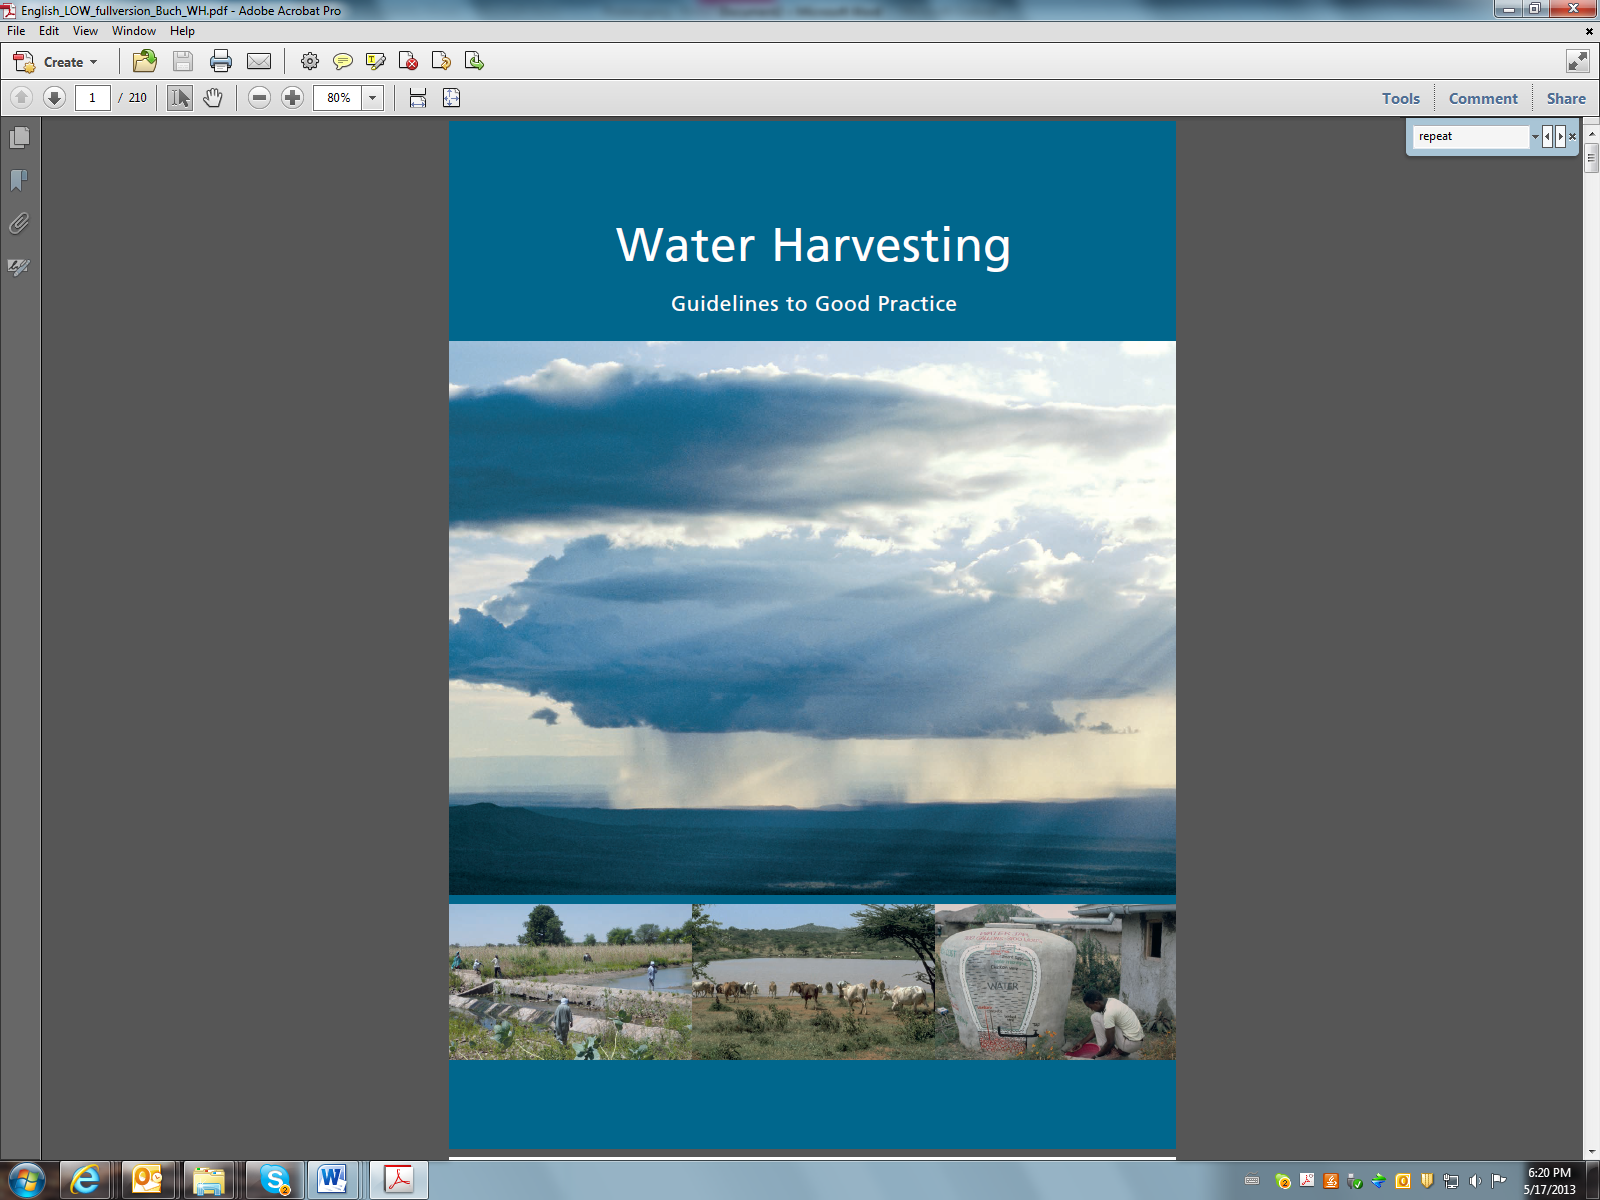 English_LOW_fullversion_Buch_WH.pdf - Adobe Acrobat Pro
File Edit View Window Help
Create
1 / 210 80% Tools Comment Share
repeat
Water Harvesting
Guidelines to Good Practice
WATER
6:20 PM
5/17/2013